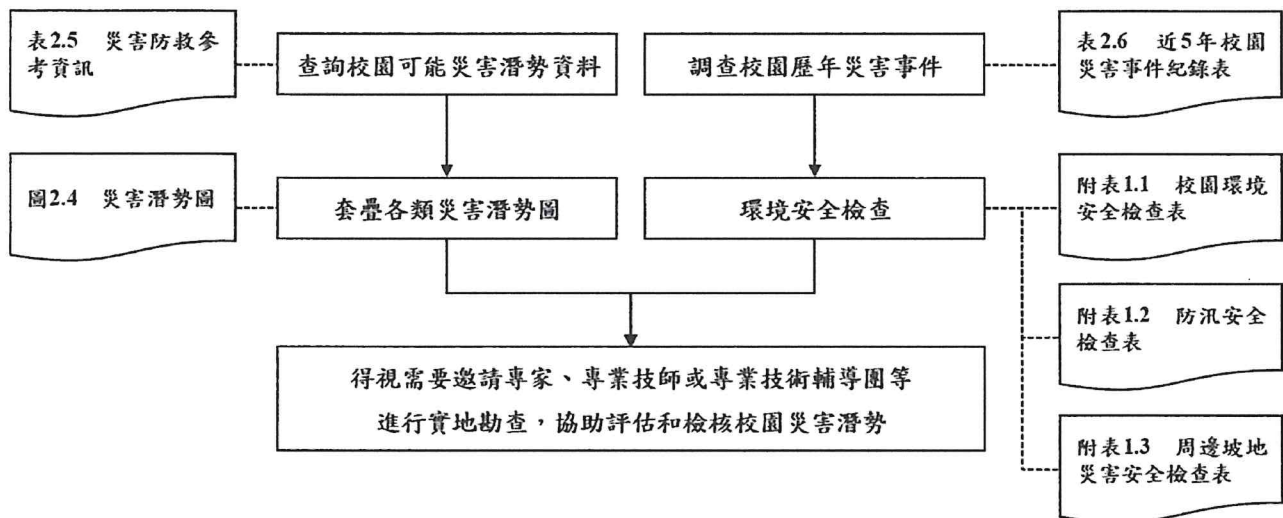 表2.5 災害防救參
考資訊
查詢校園可能災害潛勢資料
調查校園歷年災害事件
表2.6 近5年校園
災害事件紀錄表
圖2.4 災害潛勢圖
套疊各類災害潛勢圖
環境安全檢查
附表1.1 校園環境
安全檢查表
附表1.2 防汛安全
檢查表
得視需要邀請專家、專業技師或專業技術輔導團等
進行實地勘查,協助評估和檢核校園災害潛勢
附表1.3 周邊坡地
災害安全檢查表